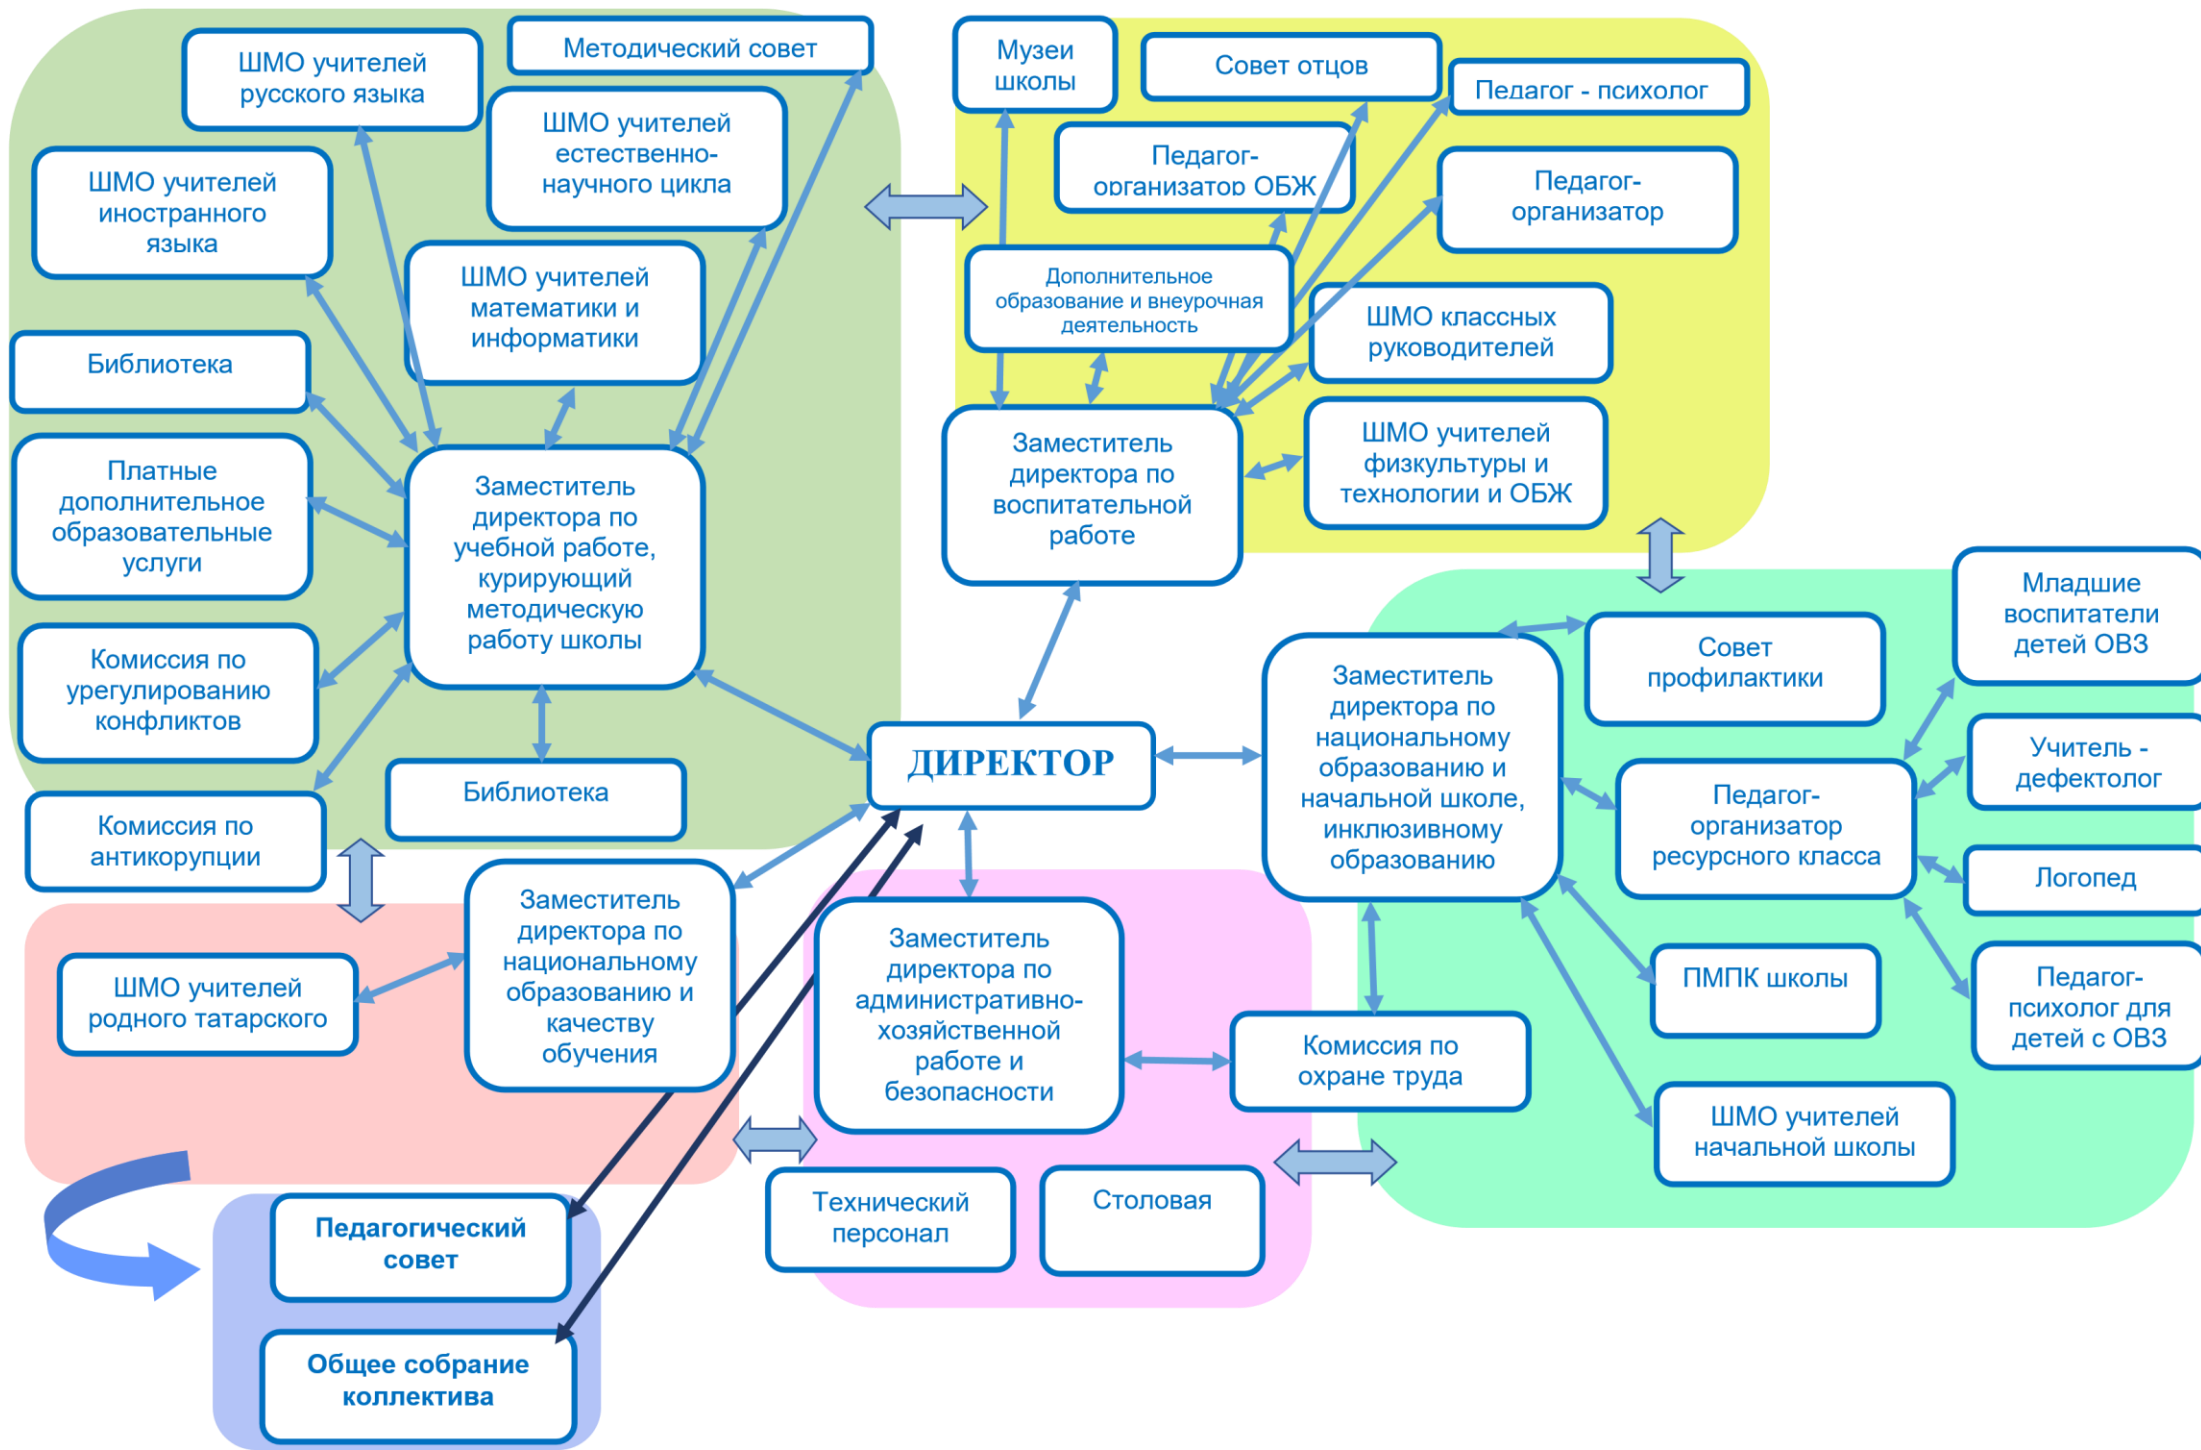 ШМО учителей
русского языка
Методический совет
ШМО учителей
естественно-
научного цикла
ШМО учителей
иностранного
языка
ШМО учителей
математики и
информатики
Библиотека
Платные
дополнительное
образовательные
услуги
Заместитель
директора по
учебной работе,
курирующий
методическую
работу школы
Комиссия по
урегулированию
конфликтов
Комиссия по
антикорупции
Библиотека
Музеи
школы
Совет отцов
Педагог - психолог
Педагог-
организатор ОБЖ
Педагог-
организатор
Дополнительное
образование и внеурочная
деятельность
ШМО классных
руководителей
Заместитель
директора по
воспитательной
работе
ШМО учителей
физкультуры и
технологии и ОБЖ
ДИРЕКТОР
Заместитель
директора по
национальному
образованию и
начальной школе,
инклюзивному
образованию
Совет
профилактики
Младшие
воспитатели
детей ОВЗ
Учитель -
дефектолог
Педагог-
организатор
ресурсного класса
Логопед
ПМПК школы
Педагог-
психолог для
детей с ОВЗ
ШМО учителей
начальной школы
ШМО учителей
родного татарского
Заместитель
директора по
национальному
образованию и
качеству
обучения
Заместитель
директора по
административно-
хозяйственной
работе и
безопасности
Комиссия по
охране труда
Технический
персонал
Столовая
Педагогический
совет
Общее собрание
коллектива